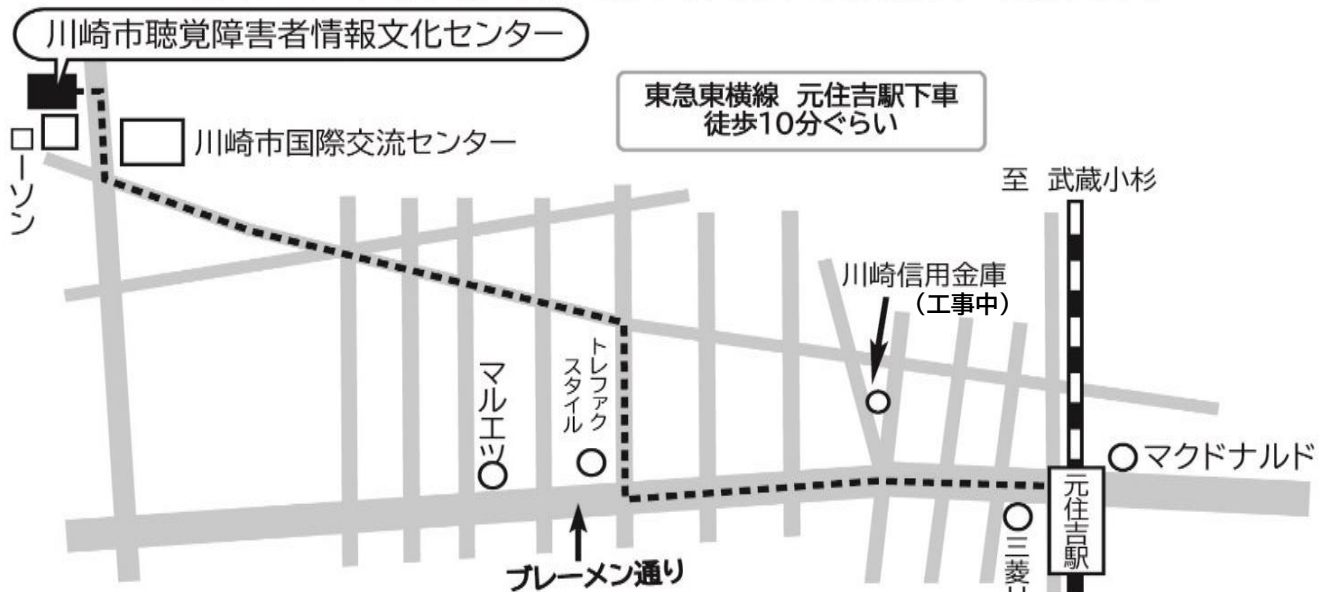 川崎市聴覚障害者情報文化センター
東急東横線 元住吉駅下車
徒歩10分ぐらい
川崎市国際交流センター
ローソン
至 武蔵小杉
川崎信用金庫
（工事中）
トレファク
スタイル
マルエツ
マクドナルド
元住吉駅
三菱
ブレーメン通り